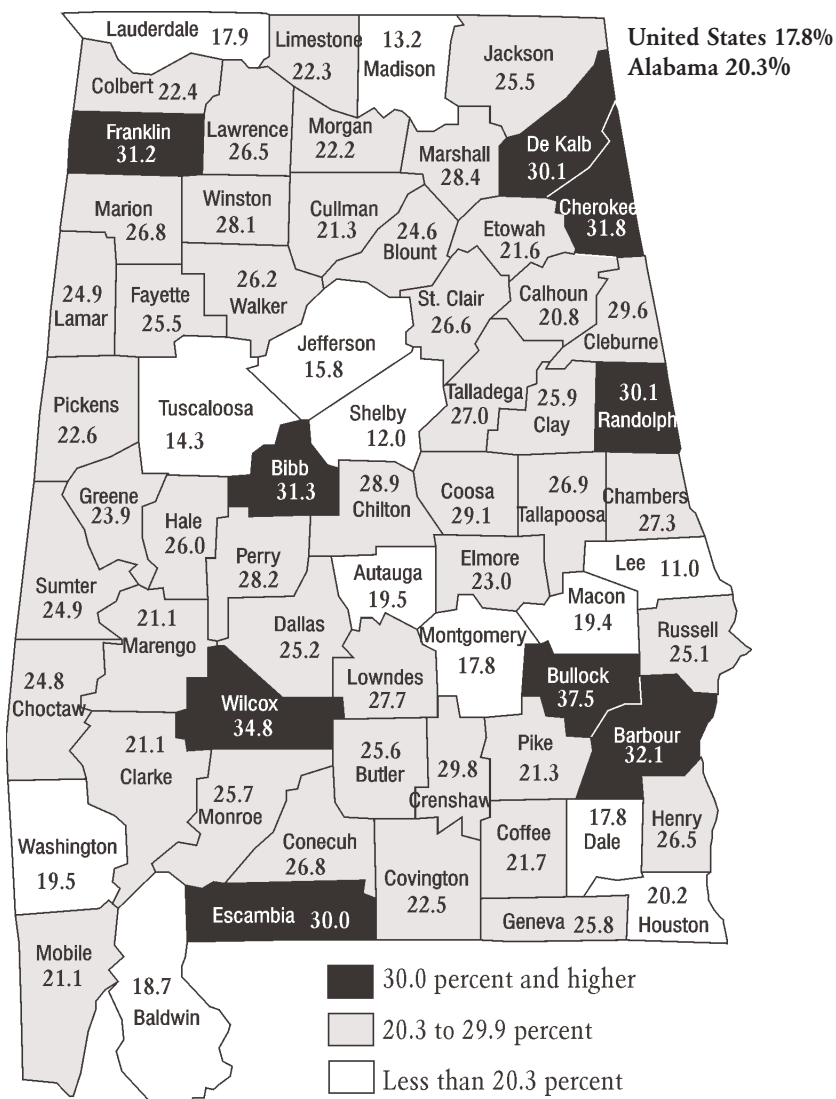 United States 17.8%
Alabama 20.3%
Lauderdale 17.9
Limestone
22.3
13.2
Madison
Jackson
25.5
Colbert 22.4
Franklin
31.2
Lawrence
26.5
Morgan
22.2
Marshall
28.4
De Kalb
30.1
Cherokee
31.8
Marion
26.8
Winston
28.1
Cullman
21.3
24.6
Blount
Etowah
21.6
24.9
Lamar
Fayette
25.5
26.2
Walker
Jefferson
15.8
St. Clair
26.6
Calhoun
20.8
29.6
Cleburne
Pickens
22.6
Tuscaloosa
14.3
Shelby
12.0
Talladega
27.0
25.9
Clay
30.1
Randolph
Bibb
31.3
Greene
23.9
Hale
26.0
28.9
Chilton
Coosa
29.1
26.9
Tallapoosa
Chambers
27.3
Sumter
24.9
Perry
28.2
Autauga
19.5
Elmore
23.0
Lee 11.0
Macon
19.4
21.1
Marengo
Dallas
25.2
Montgomery
17.8
Russell
25.1
24.8
Choctaw
Wilcox
34.8
Lowndes
27.7
Bullock
37.5
Barbour
32.1
21.1
Clarke
25.6
Butler
29.8
Crenshaw
Pike
21.3
Washington
19.5
25.7
Monroe
Conecuh
26.8
Covington
22.5
Coffee
21.7
17.8
Dale
Henry
26.5
Escambia 30.0
Geneva 25.8
20.2
Houston
Mobile
21.1
18.7
Baldwin
30.0 percent and higher
20.3 to 29.9 percent
Less than 20.3 percent